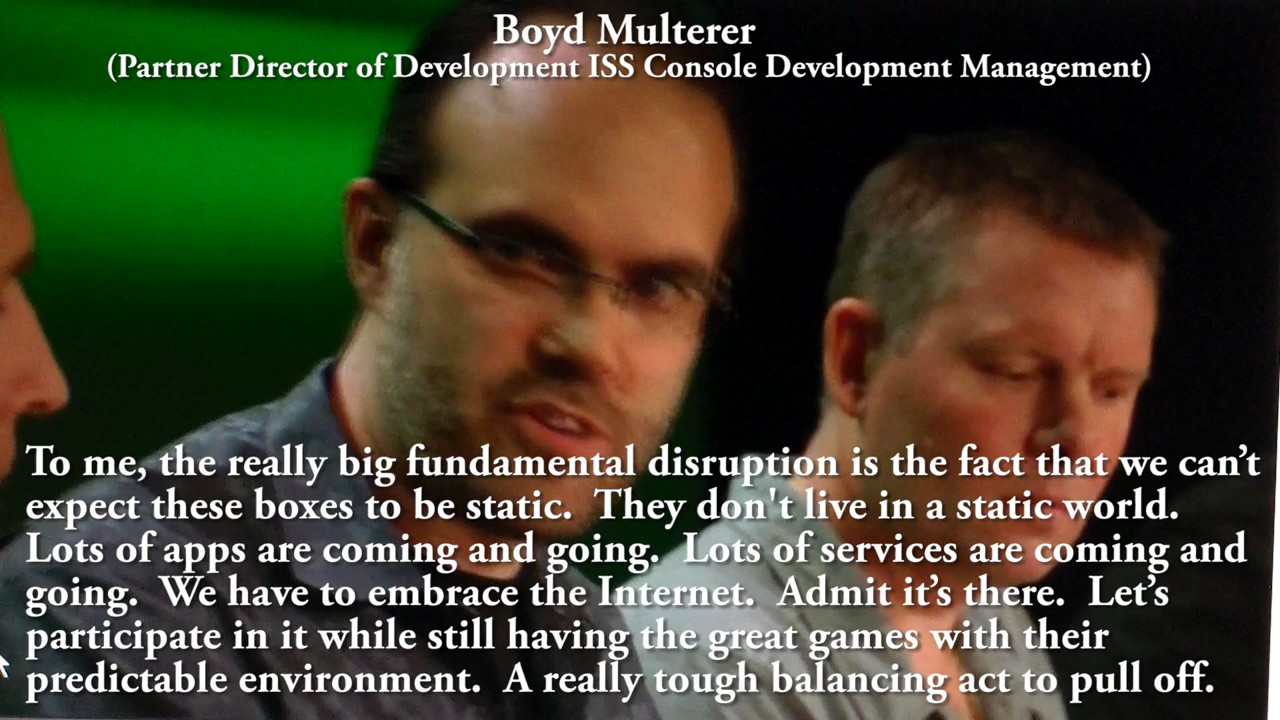 Boyd Multerer
(Partner Director of Development ISS Console Development Management)
To me, the really big fundamental disruption is the fact that we can’t
expect these boxes to be static.  They don't live in a static world.
Lots of apps are coming and going.  Lots of services are coming and
going.  We have to embrace the Internet.  Admit it’s there.  Let’s
participate in it while still having the great games with their
predictable environment.  A really tough balancing act to pull off.